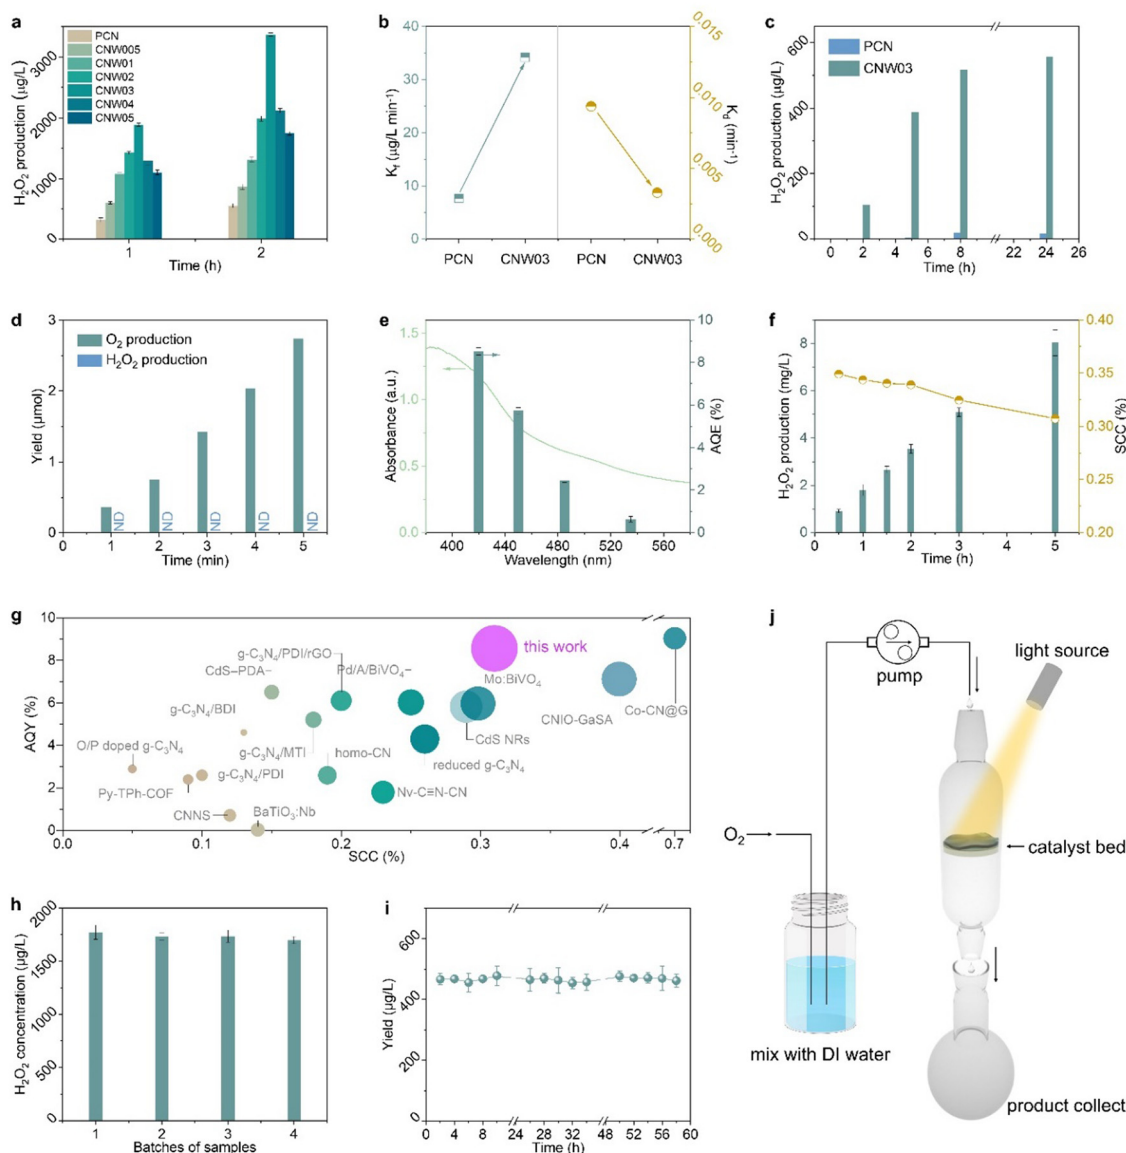 a
H₂O₂ production (µg/L)
3000
2000
1000
0
PCN
CNW005
CNW01
CNW02
CNW03
CNW04
CNW05
1
2
Time (h)
b
Kf (µg/L min⁻¹)
40
30
20
10
0
PCN
CNW03
PCN
CNW03
0.015
0.010
0.005
0.000
Kd (min⁻¹)
c
H₂O₂ production (µg/L)
600
400
200
0
PCN
CNW03
0 2 4 6 8 10 22 24 26
Time (h)
d
Yield (µmol)
3
2
1
0
O₂ production
H₂O₂ production
ND ND ND ND ND
0 1 2 3 4 5
Time (min)
e
Absorbance (a.u.)
1.5
1.0
0.5
0.0
10
8
6
4
2
0
AQE (%)
400 440 480 520 560
Wavelength (nm)
f
H₂O₂ production (mg/L)
8
6
4
2
0
0.40
0.35
0.30
0.25
0.20
SCC (%)
0 1 2 3 4 5
Time (h)
g
AQY (%)
10
8
6
4
2
0
g-C₃N₄/PDI/rGO
CdS–PDA
Pd/A/BiVO₄
this work
Mo:BiVO₄
g-C₃N₄/BDI
CNIO-GaSA
Co-CN@G
O/P doped g-C₃N₄
g-C₃N₄/MTI
homo-CN
CdS NRs
reduced g-C₃N₄
g-C₃N₄/PDI
Py-TPh-COF
Nv-C≡N-CN
CNNS
BaTiO₃:Nb
0.0 0.1 0.2 0.3 0.4 0.7
SCC (%)
h
H₂O₂ concentration (µg/L)
2000
1750
1500
1000
500
0
1 2 3 4
Batches of samples
i
Yield (µg/L)
600
400
200
0
0 4 8 12 24 28 32 34 48 52 56 58 60
Time (h)
j
pump
light source
O₂
catalyst bed
mix with DI water
product collect